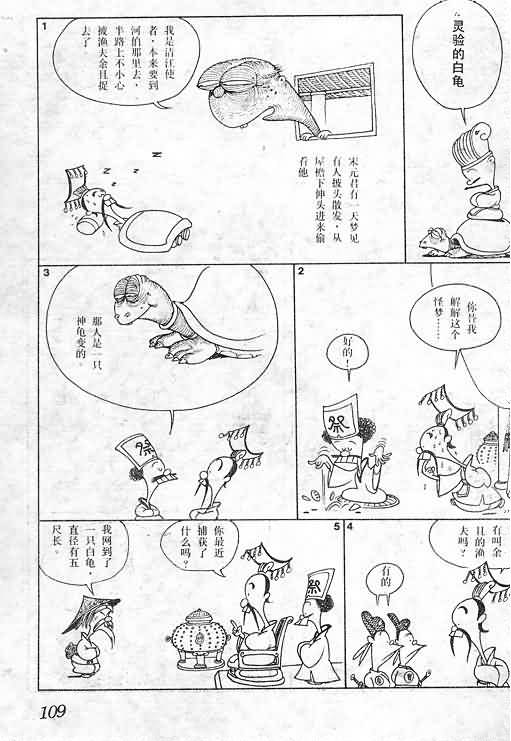 灵验的白龟
1
宋元君有一天梦见
有人披头散发，从
屋檐下伸头进来偷
看他
我是清江使
者，本来要到
河伯那里去，
半路上不小心
被渔夫余且捉
去了
2
你替我
解解这个
怪梦……
好的！
祭
3
那人是一只
神龟变的。
祭
4
有叫余
且的渔
夫吗？
有的
5
你最近
捕获了
什么吗？
祭
我网到了
一只白龟，
直径有五
尺长。
109